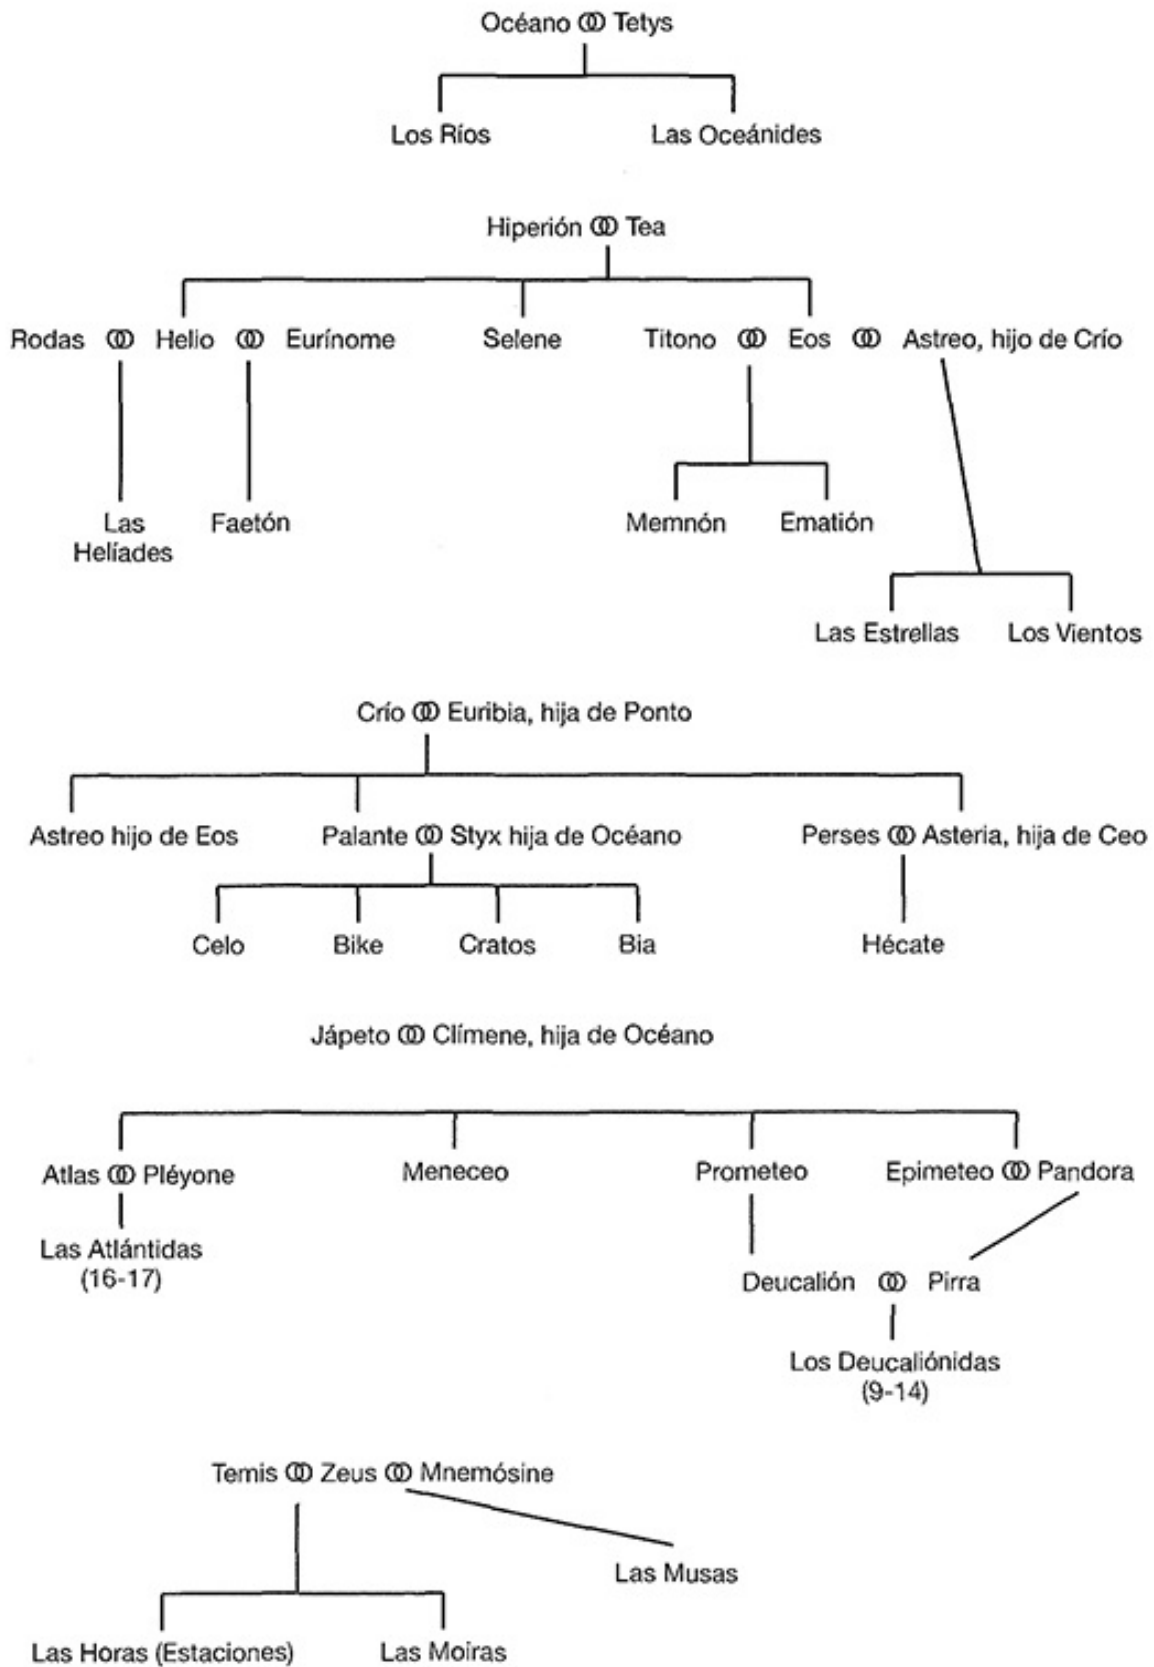 Océano ⚭ Tetys
Los Ríos Las Oceánides
Hiperión ⚭ Tea
Rodas ⚭ Helio ⚭ Eurínome Selene Titono ⚭ Eos ⚭ Astreo, hijo de Crío
Las Faetón Memnón Ematión
Helíades
Las Estrellas Los Vientos
Crío ⚭ Euribia, hija de Ponto
Astreo hijo de Eos Palante ⚭ Styx hija de Océano Perses ⚭ Asteria, hija de Ceo
Celo Bike Cratos Bia Hécate
Jápeto ⚭ Clímene, hija de Océano
Atlas ⚭ Pléyone Meneceo Prometeo Epimeteo ⚭ Pandora
Las Atlántidas
(16-17)
Deucalión ⚭ Pirra
Los Deucaliónidas
(9-14)
Temis ⚭ Zeus ⚭ Mnemósine
Las Musas
Las Horas (Estaciones) Las Moiras